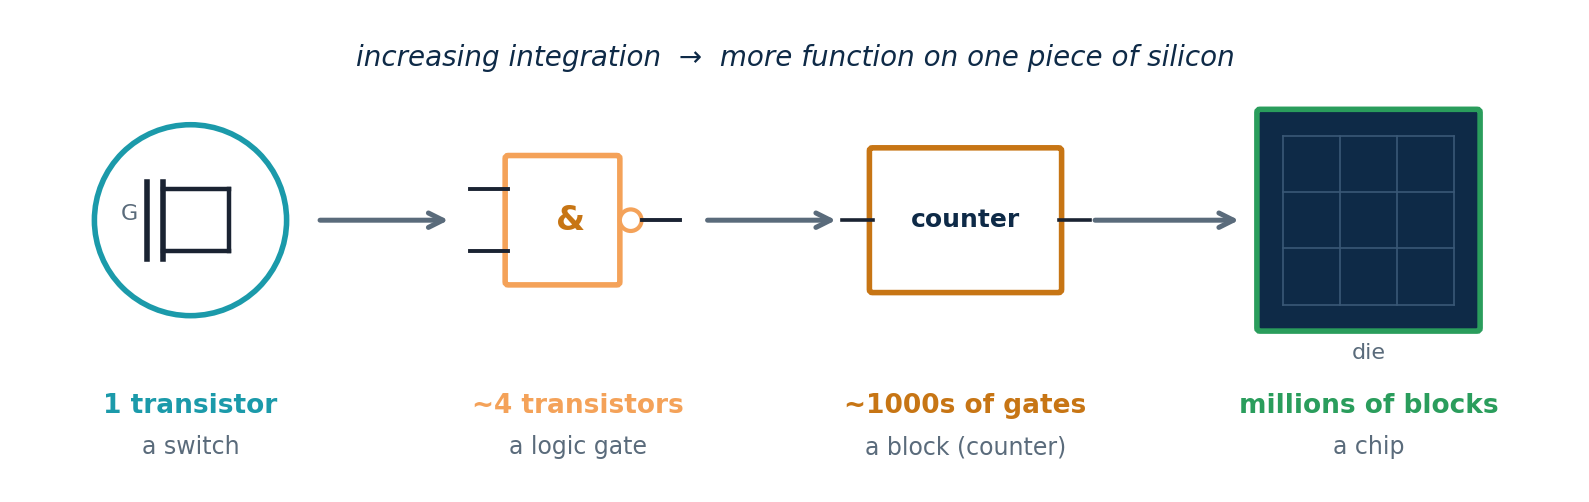 increasing integration → more function on one piece of silicon
G
&
counter
die
1 transistor
a switch
~4 transistors
a logic gate
~1000s of gates
a block (counter)
millions of blocks
a chip